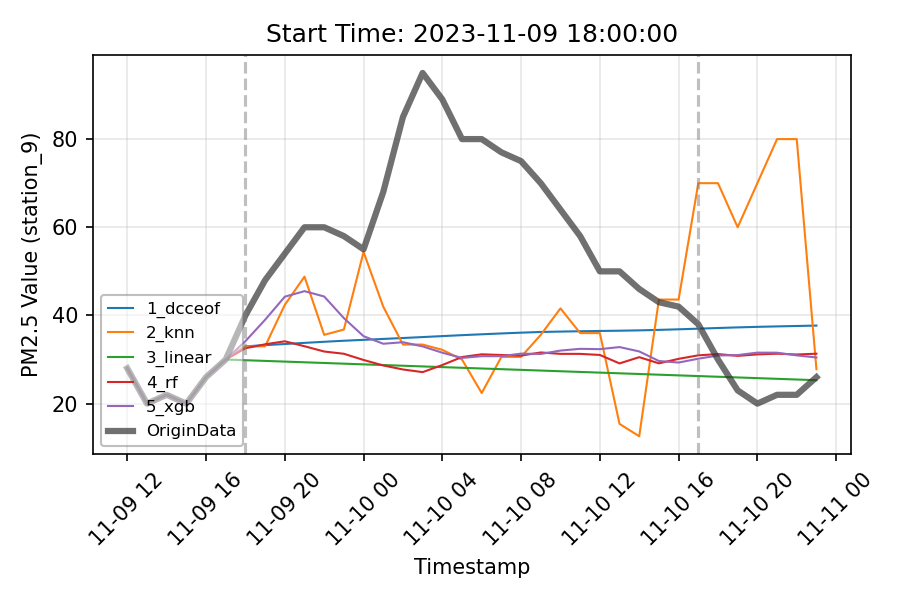 Start Time: 2023-11-09 18:00:00
PM2.5 Value (station_9)
80
60
40
20
1_dcceof
2_knn
3_linear
4_rf
5_xgb
OriginData
11-09 12
11-09 16
11-09 20
11-10 00
11-10 04
11-10 08
11-10 12
11-10 16
11-10 20
11-11 00
Timestamp